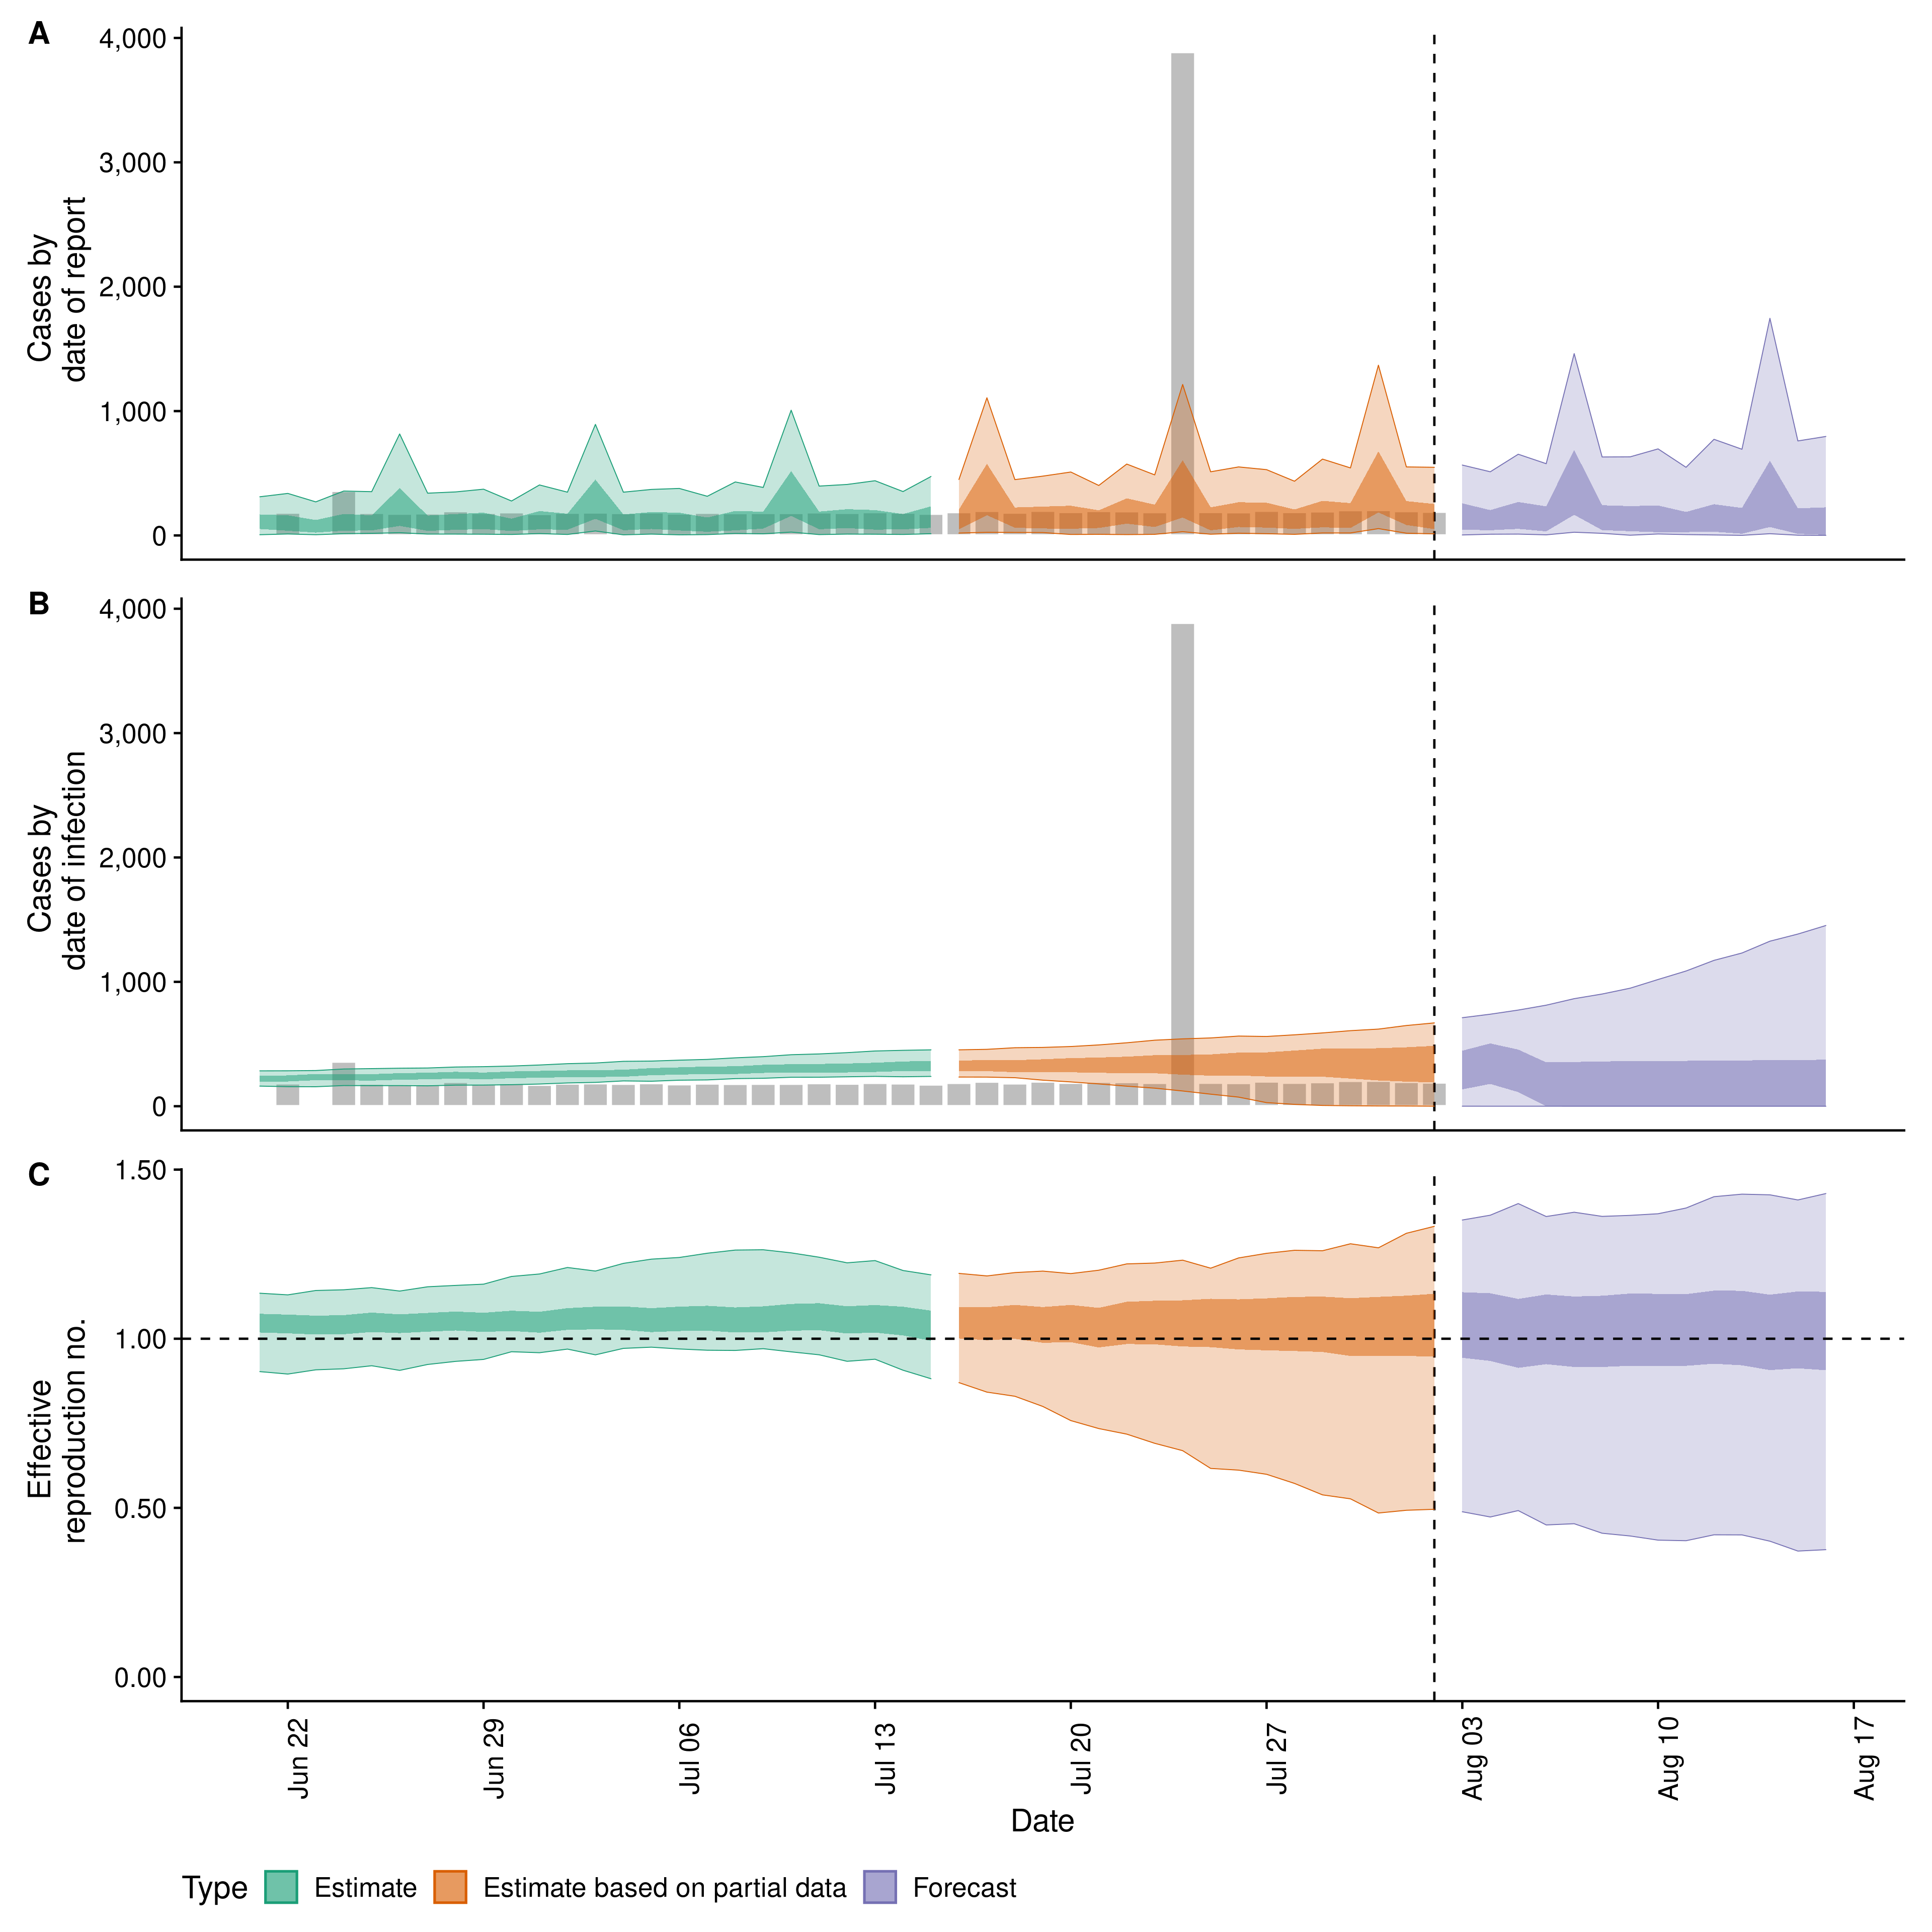 A
4,000
3,000
2,000
1,000
0
Cases by
date of report
B
4,000
3,000
2,000
1,000
0
Cases by
date of infection
C
1.50
1.00
0.50
0.00
Effective
reproduction no.
Jun 22
Jun 29
Jul 06
Jul 13
Jul 20
Jul 27
Aug 03
Aug 10
Aug 17
Date
Type Estimate Estimate based on partial data Forecast